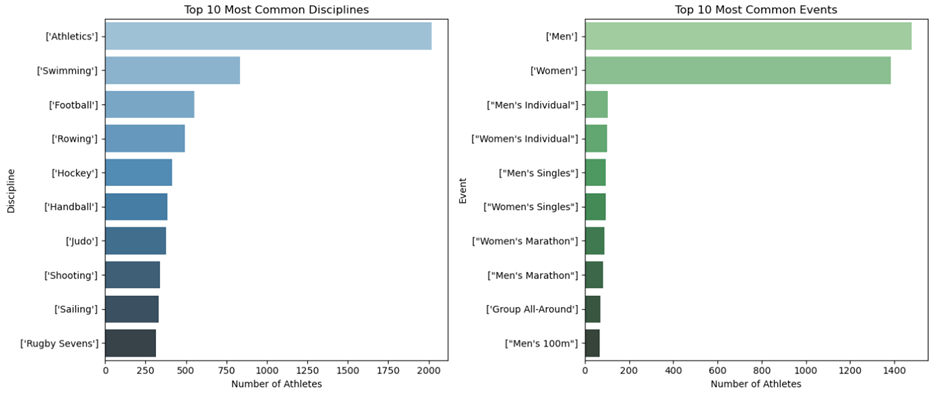 Top 10 Most Common Disciplines
['Athletics']
['Swimming']
['Football']
['Rowing']
['Hockey']
['Handball']
['Judo']
['Shooting']
['Sailing']
['Rugby Sevens']
Discipline
0 250 500 750 1000 1250 1500 1750 2000
Number of Athletes
Top 10 Most Common Events
['Men']
['Women']
["Men's Individual"]
["Women's Individual"]
["Men's Singles"]
["Women's Singles"]
["Women's Marathon"]
["Men's Marathon"]
['Group All-Around']
["Men's 100m"]
Event
0 200 400 600 800 1000 1200 1400
Number of Athletes